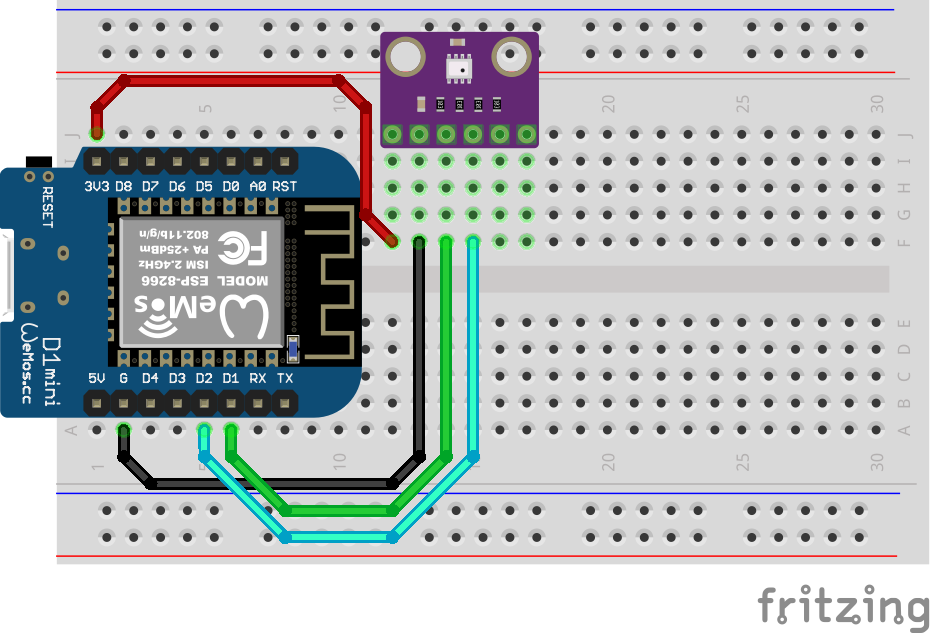 5
10
20
25
30
J
J
I
I
H
G
F
E
D
C
B
A
A
1
10
20
25
30
RESET
3V3 D8 D7 D6 D5 D0 A0 RST
WeMos
MODEL ESP-8266
ISM 2.4GHz
PA +25dBm
802.11b/g/n
FC
D1 mini
WeMos.cc
5V G D4 D3 D2 D1 RX TX
fritzing